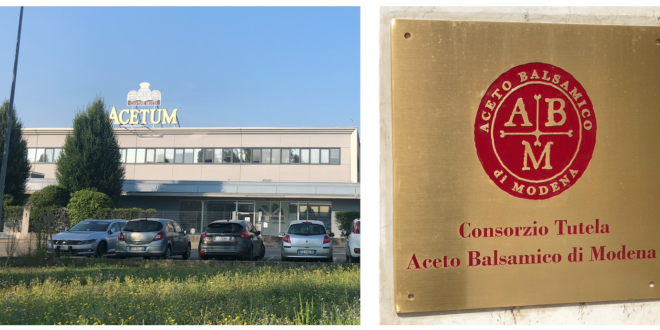 ACETUM
ACETO BALSAMICO
A B
M
di MODENA
Consorzio Tutela
Aceto Balsamico di Modena